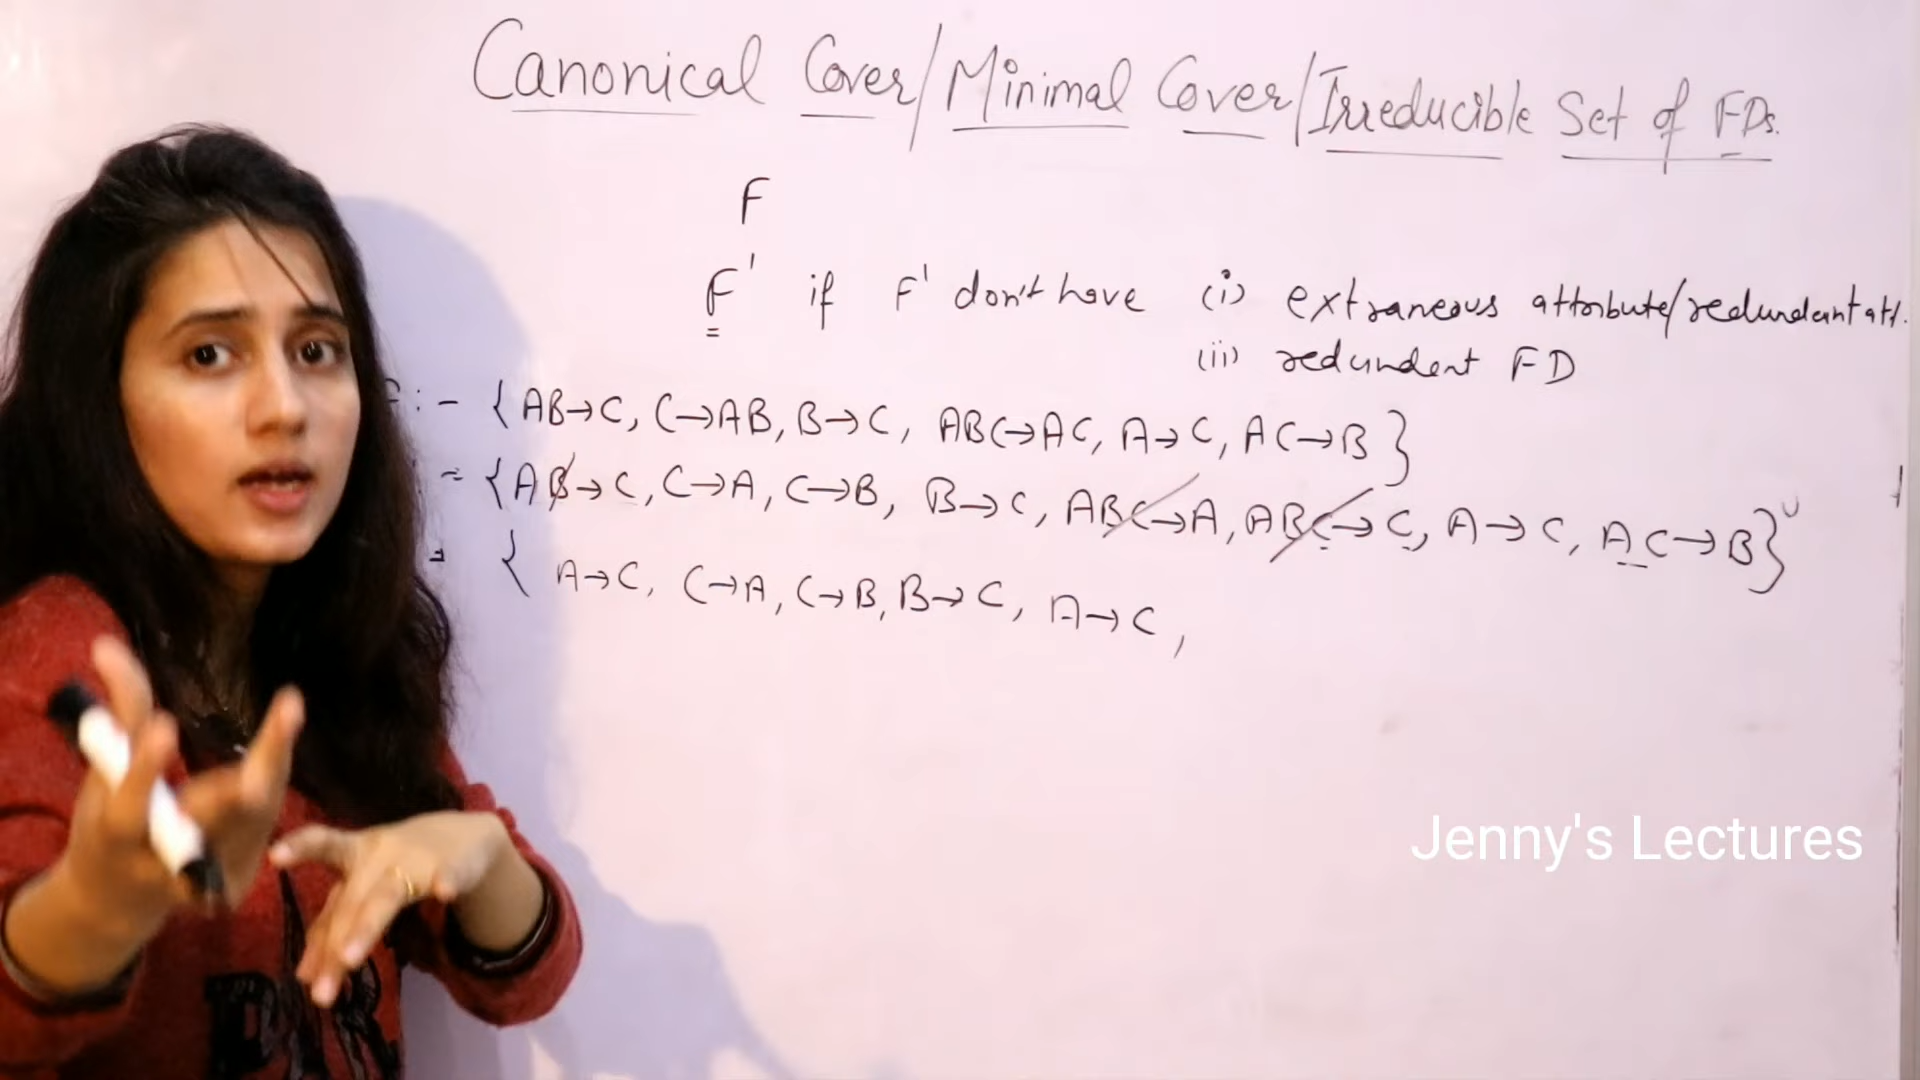 Canonical Cover/Minimal Cover/Irreducible Set of FDs.
F
F' if F' don't have (i) extraneous attribute/redundant att.
(ii) redundent FD
:- {AB→C, C→AB, B→C, ABC→AC, A→C, AC→B}
= {AB→C, C→A, C→B, B→C, ABC→A, ABC→C, A→C, AC→B}
= { A→C, C→A, C→B, B→C, A→C,
Jenny's Lectures